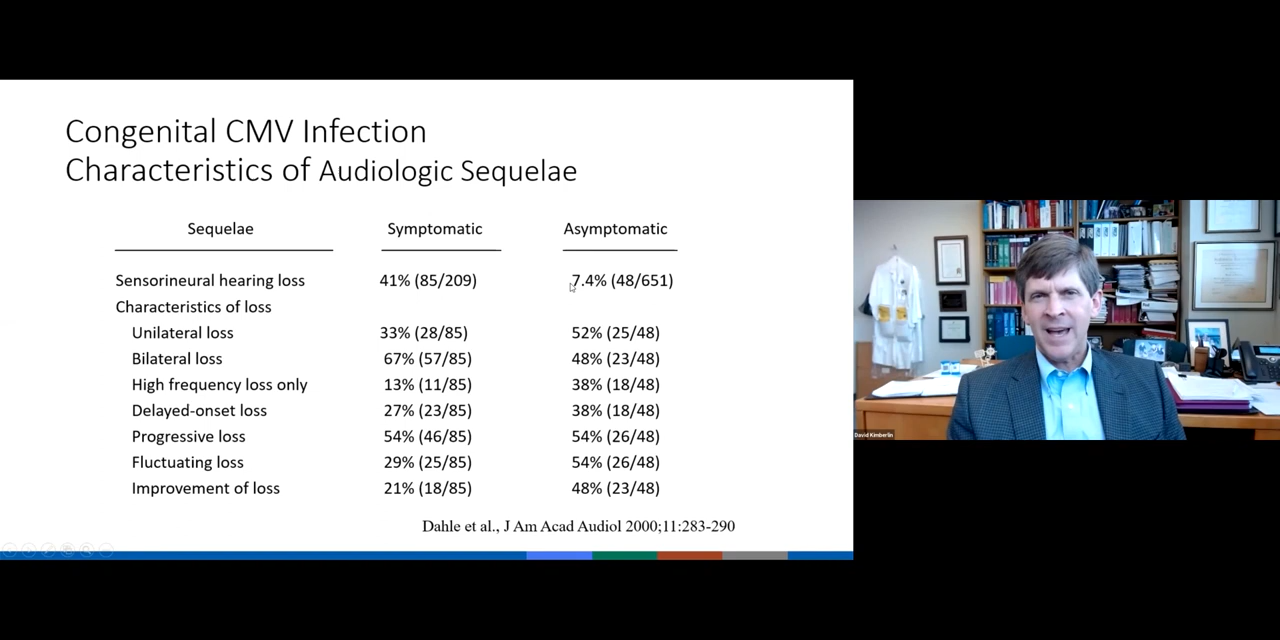 Congenital CMV Infection
Characteristics of Audiologic Sequelae
Sequelae Symptomatic Asymptomatic
Sensorineural hearing loss 41% (85/209) 7.4% (48/651)
Characteristics of loss
Unilateral loss 33% (28/85) 52% (25/48)
Bilateral loss 67% (57/85) 48% (23/48)
High frequency loss only 13% (11/85) 38% (18/48)
Delayed-onset loss 27% (23/85) 38% (18/48)
Progressive loss 54% (46/85) 54% (26/48)
Fluctuating loss 29% (25/85) 54% (26/48)
Improvement of loss 21% (18/85) 48% (23/48)
Dahle et al., J Am Acad Audiol 2000;11:283-290
David Kimberlin